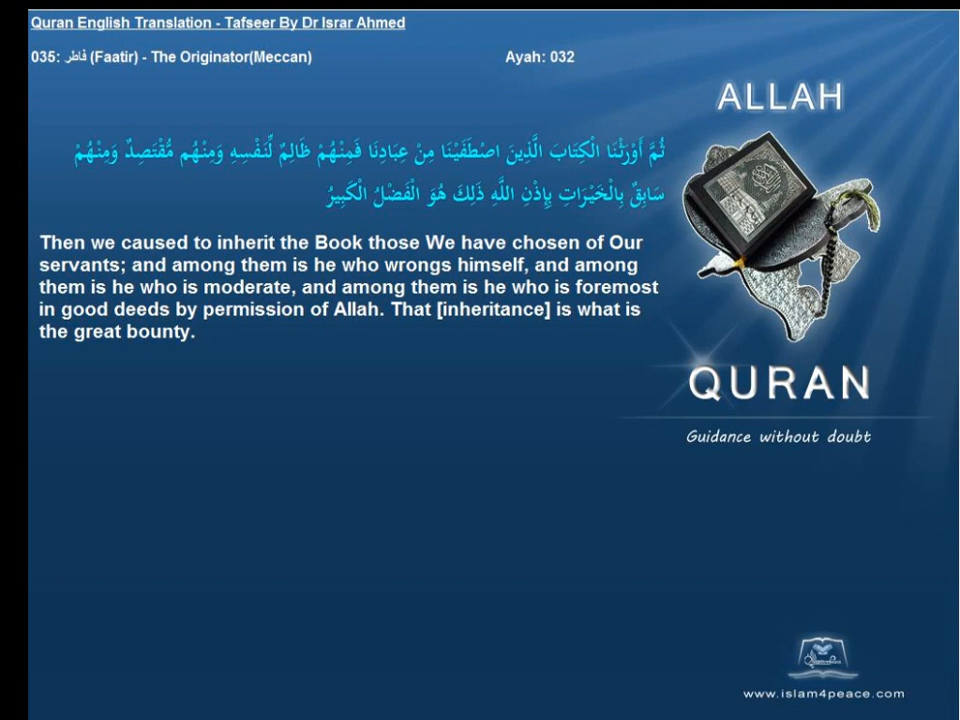 Quran English Translation - Tafseer By Dr Israr Ahmed
035: فاطر (Faatir) - The Originator(Meccan)
Ayah: 032
ALLAH
ثُمَّ أَوْرَثْنَا الْكِتَابَ الَّذِينَ اصْطَفَيْنَا مِنْ عِبَادِنَا فَمِنْهُمْ ظَالِمٌ لِّنَفْسِهِ وَمِنْهُم مُّقْتَصِدٌ وَمِنْهُمْ
سَابِقٌ بِالْخَيْرَاتِ بِإِذْنِ اللَّهِ ذَلِكَ هُوَ الْفَضْلُ الْكَبِيرُ
Then we caused to inherit the Book those We have chosen of Our
servants; and among them is he who wrongs himself, and among
them is he who is moderate, and among them is he who is foremost
in good deeds by permission of Allah. That [inheritance] is what is
the great bounty.
QURAN
Guidance without doubt
www.islam4peace.com